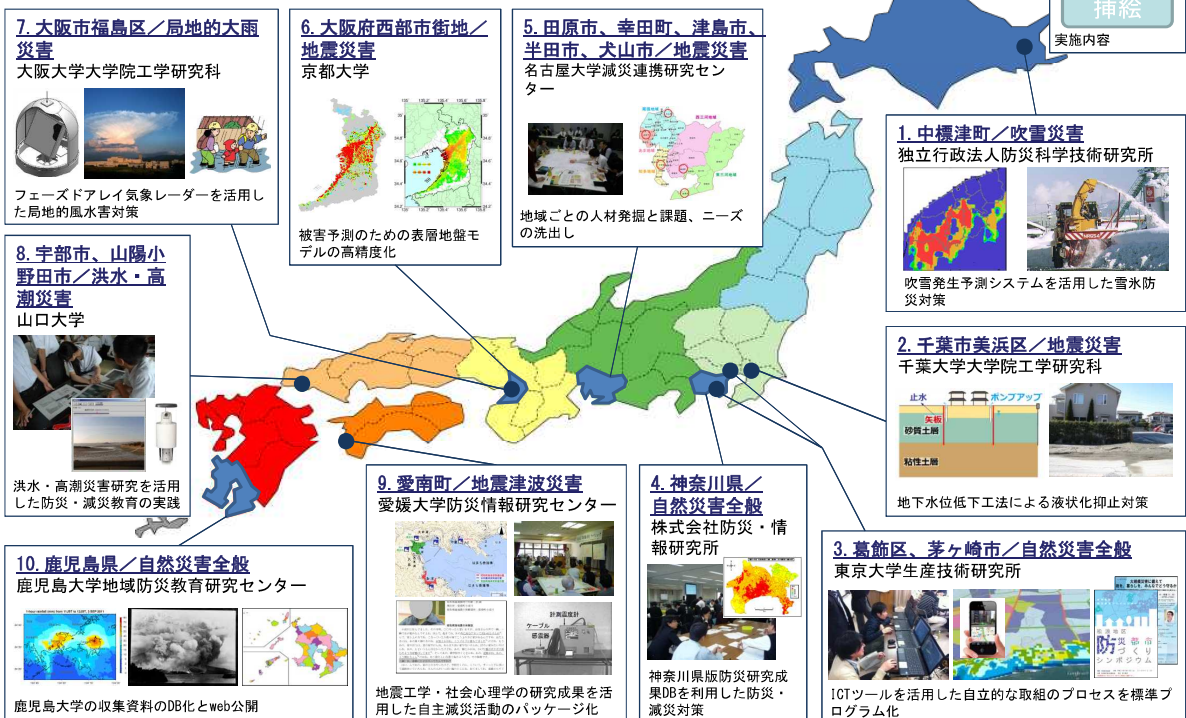 挿絵
実施内容
7. 大阪市福島区／局地的大雨
災害
大阪大学大学院工学研究科
フェーズドアレイ気象レーダーを活用し
た局地的風水害対策
6. 大阪府西部市街地／
地震災害
京都大学
被害予測のための表層地盤モ
デルの高精度化
5. 田原市、幸田町、津島市、
半田市、犬山市／地震災害
名古屋大学減災連携研究セン
ター
地域ごとの人材発掘と課題、ニーズ
の洗出し
1. 中標津町／吹雪災害
独立行政法人防災科学技術研究所
吹雪発生予測システムを活用した雪氷防
災対策
8. 宇部市、山陽小
野田市／洪水・高
潮災害
山口大学
洪水・高潮災害研究を活用
した防災・減災教育の実践
2. 千葉市美浜区／地震災害
千葉大学大学院工学研究科
止水
ポンプアップ
矢板
砂質土層
粘性土層
地下水位低下工法による液状化抑止対策
9. 愛南町／地震津波災害
愛媛大学防災情報研究センター
計測震度計
ケーブル
感震器
地震工学・社会心理学の研究成果を活
用した自主減災活動のパッケージ化
4. 神奈川県／
自然災害全般
株式会社防災・情
報研究所
神奈川県版防災研究成
果DBを利用した防災・
減災対策
3. 葛飾区、茅ヶ崎市／自然災害全般
東京大学生産技術研究所
防災都市
づくり
シンポジウム
ICTツールを活用した自立的な取組のプロセスを標準プ
ログラム化
10. 鹿児島県／自然災害全般
鹿児島大学地域防災教育研究センター
鹿児島大学の収集資料のDB化とweb公開